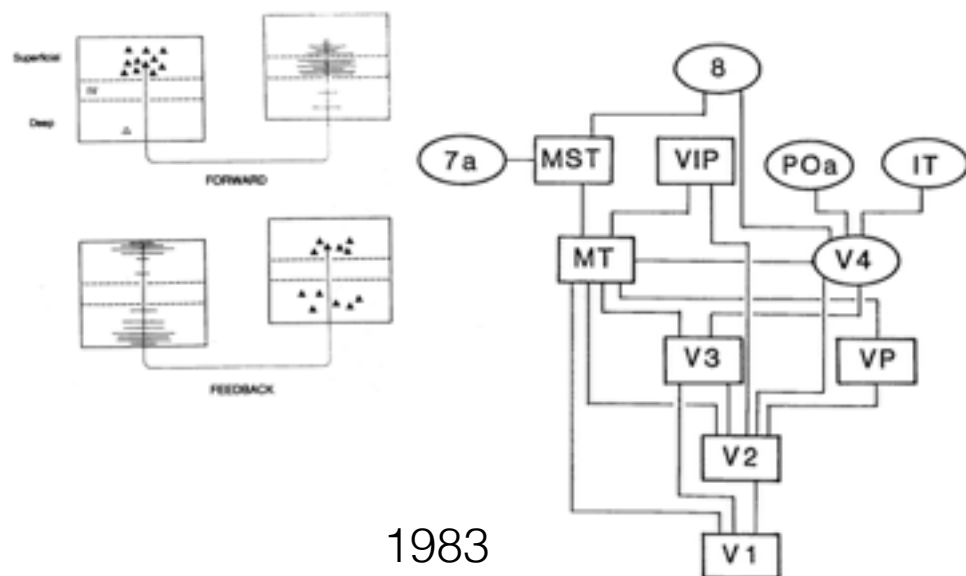 Superficial
IV
Deep
FORWARD
FEEDBACK
8
7a
MST
VIP
POa
IT
MT
V4
V3
VP
V2
V1
1983